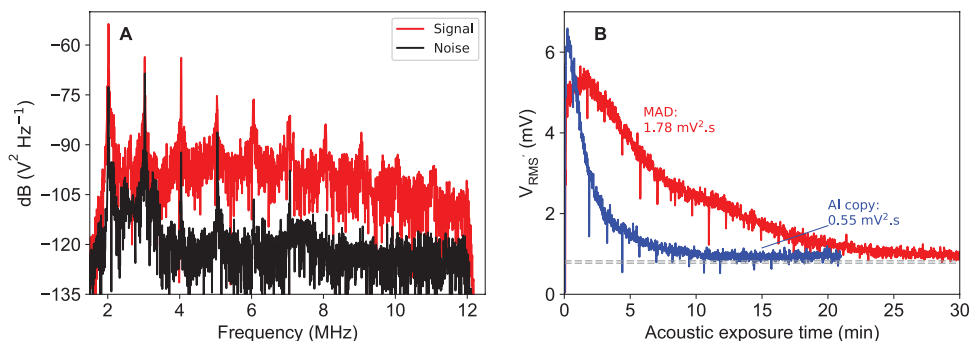 A
Signal
Noise
−60
−75
−90
−105
−120
−135
dB (V² Hz⁻¹)
2
4
6
8
10
12
Frequency (MHz)
B
MAD:
1.78 mV².s
Al copy:
0.55 mV².s
6
4
2
0
V_RMS′ (mV)
0
5
10
15
20
25
30
Acoustic exposure time (min)